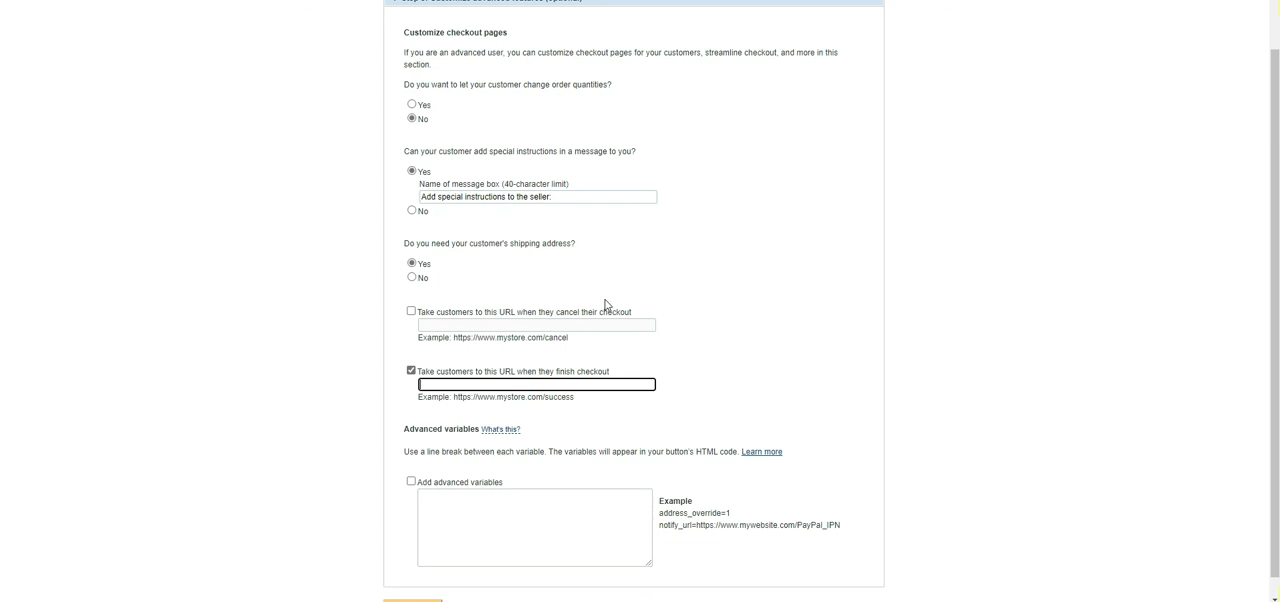 Customize checkout pages
If you are an advanced user, you can customize checkout pages for your customers, streamline checkout, and more in this
section.
Do you want to let your customer change order quantities?
Yes
No
Can your customer add special instructions in a message to you?
Yes
Name of message box (40-character limit)
Add special instructions to the seller:
No
Do you need your customer's shipping address?
Yes
No
Take customers to this URL when they cancel their checkout
Example: https://www.mystore.com/cancel
Take customers to this URL when they finish checkout
Example: https://www.mystore.com/success
Advanced variables What's this?
Use a line break between each variable. The variables will appear in your button's HTML code. Learn more
Add advanced variables
Example
address_override=1
notify_url=https://www.mywebsite.com/PayPal_IPN